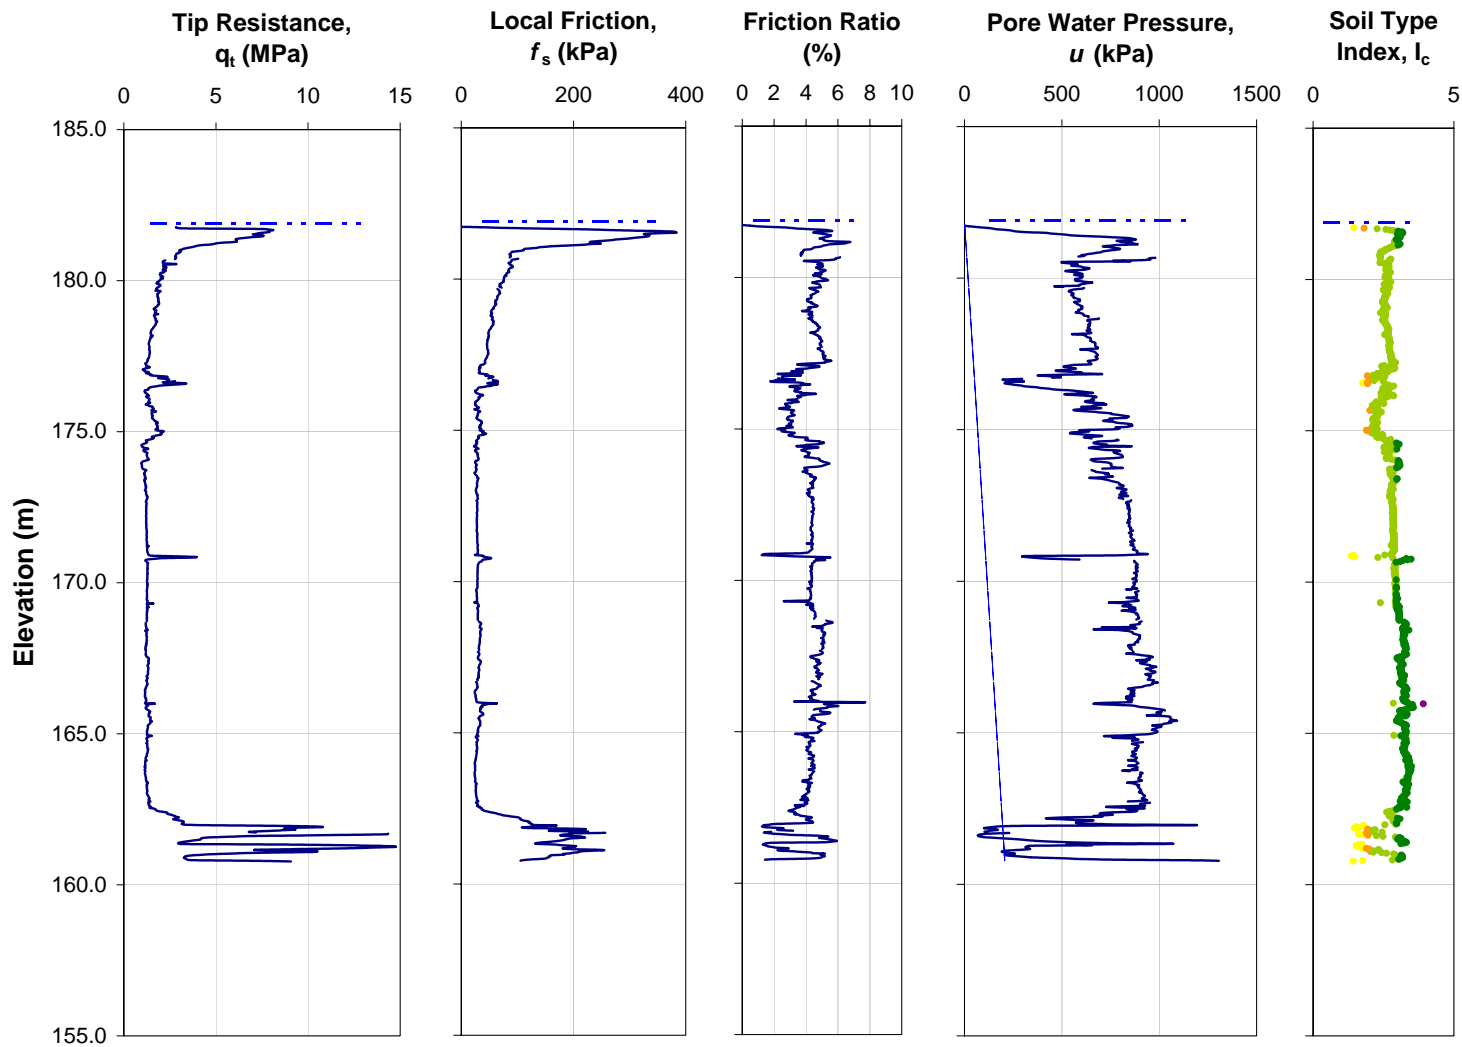 Tip Resistance,
qt (MPa)
Local Friction,
fs (kPa)
Friction Ratio
(%)
Pore Water Pressure,
u (kPa)
Soil Type
Index, Ic
0 5 10 15
0 200 400
0 2 4 6 8 10
0 500 1000 1500
0 5
185.0
180.0
175.0
170.0
165.0
160.0
155.0
Elevation (m)